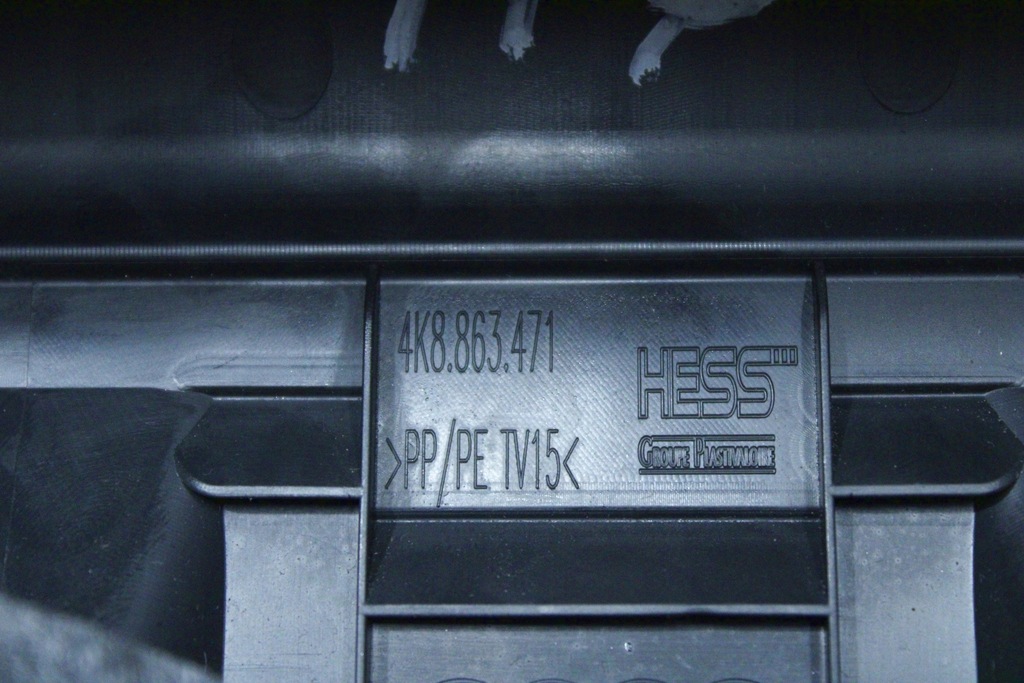 4K8.863.471
>PP/PE TV15<
HESS
GROUPE PLASTIVALOIRE